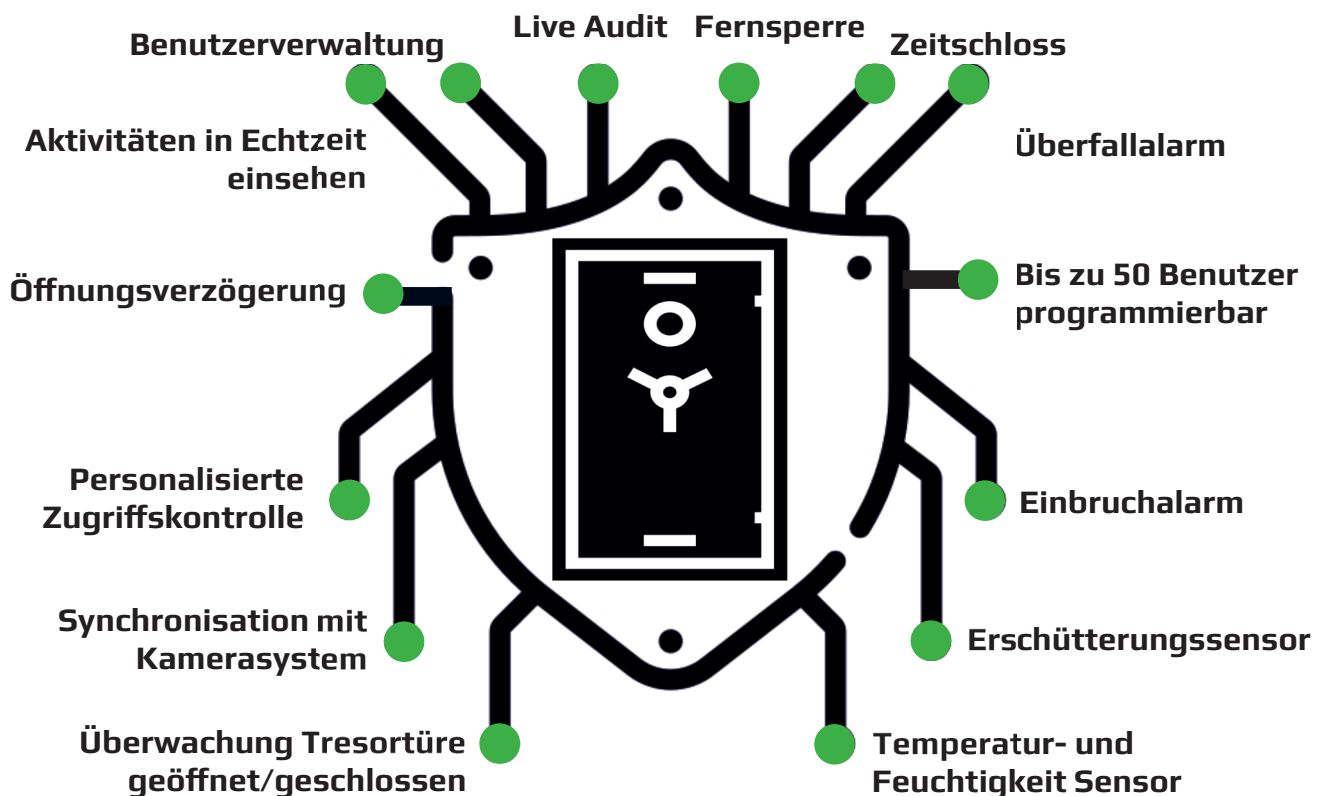 Benutzerverwaltung
Live Audit
Fernsperre
Zeitschloss
Aktivitäten in Echtzeit
einsehen
Überfallalarm
Öffnungsverzögerung
Bis zu 50 Benutzer
programmierbar
Personalisierte
Zugriffskontrolle
Einbruchalarm
Synchronisation mit
Kamerasystem
Erschütterungssensor
Überwachung Tresortüre
geöffnet/geschlossen
Temperatur- und
Feuchtigkeit Sensor